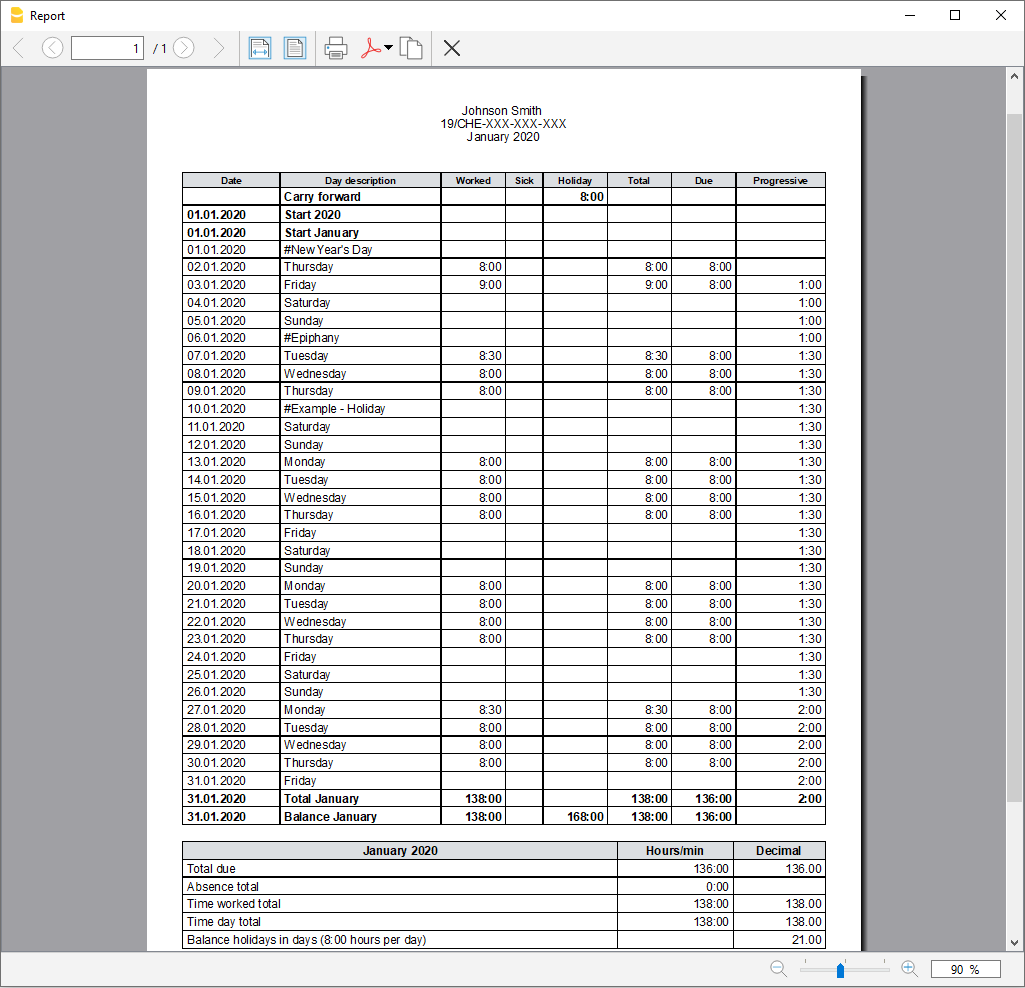 Report
1 / 1
Johnson Smith
19/CHE-XXX-XXX-XXX
January 2020
Date Day description Worked Sick Holiday Total Due Progressive
Carry forward 8:00
01.01.2020 Start 2020
01.01.2020 Start January
01.01.2020 #New Year's Day
02.01.2020 Thursday 8:00 8:00 8:00
03.01.2020 Friday 9:00 9:00 8:00 1:00
04.01.2020 Saturday 1:00
05.01.2020 Sunday 1:00
06.01.2020 #Epiphany 1:00
07.01.2020 Tuesday 8:30 8:30 8:00 1:30
08.01.2020 Wednesday 8:00 8:00 8:00 1:30
09.01.2020 Thursday 8:00 8:00 8:00 1:30
10.01.2020 #Example - Holiday 1:30
11.01.2020 Saturday 1:30
12.01.2020 Sunday 1:30
13.01.2020 Monday 8:00 8:00 8:00 1:30
14.01.2020 Tuesday 8:00 8:00 8:00 1:30
15.01.2020 Wednesday 8:00 8:00 8:00 1:30
16.01.2020 Thursday 8:00 8:00 8:00 1:30
17.01.2020 Friday 1:30
18.01.2020 Saturday 1:30
19.01.2020 Sunday 1:30
20.01.2020 Monday 8:00 8:00 8:00 1:30
21.01.2020 Tuesday 8:00 8:00 8:00 1:30
22.01.2020 Wednesday 8:00 8:00 8:00 1:30
23.01.2020 Thursday 8:00 8:00 8:00 1:30
24.01.2020 Friday 1:30
25.01.2020 Saturday 1:30
26.01.2020 Sunday 1:30
27.01.2020 Monday 8:30 8:30 8:00 2:00
28.01.2020 Tuesday 8:00 8:00 8:00 2:00
29.01.2020 Wednesday 8:00 8:00 8:00 2:00
30.01.2020 Thursday 8:00 8:00 8:00 2:00
31.01.2020 Friday 2:00
31.01.2020 Total January 138:00 138:00 136:00 2:00
31.01.2020 Balance January 138:00 168:00 138:00 136:00
January 2020 Hours/min Decimal
Total due 136:00 136.00
Absence total 0:00
Time worked total 138:00 138.00
Time day total 138:00 138.00
Balance holidays in days (8:00 hours per day) 21.00
90 %